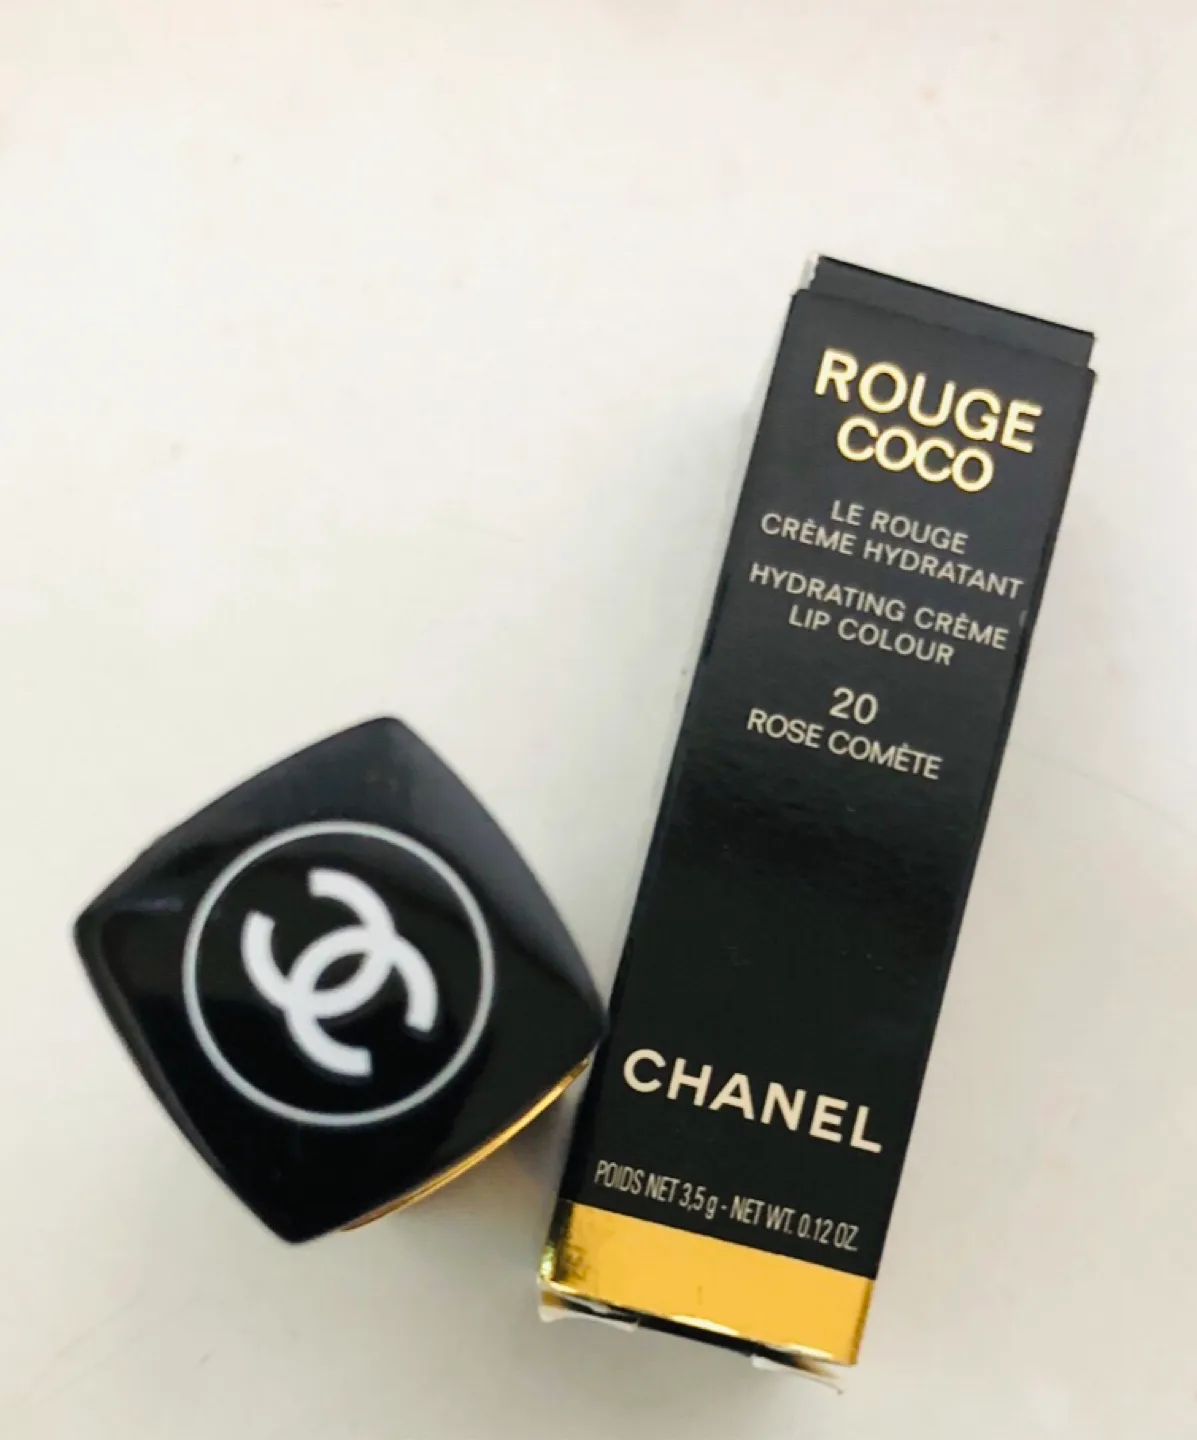 ROUGE
COCO
LE ROUGE
CRÈME HYDRATANT
HYDRATING CRÈME
LIP COLOUR
20
ROSE COMÈTE
CHANEL
POIDS NET 3,5 g - NET WT. 0.12 OZ.